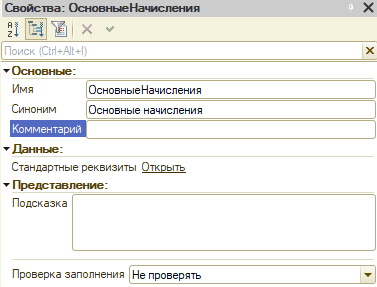 Свойства: ОсновныеНачисления
Поиск (Ctrl+Alt+I)
Основные:
Имя ОсновныеНачисления
Синоним Основные начисления
Комментарий
Данные:
Стандартные реквизиты Открыть
Представление:
Подсказка
Проверка заполнения Не проверять